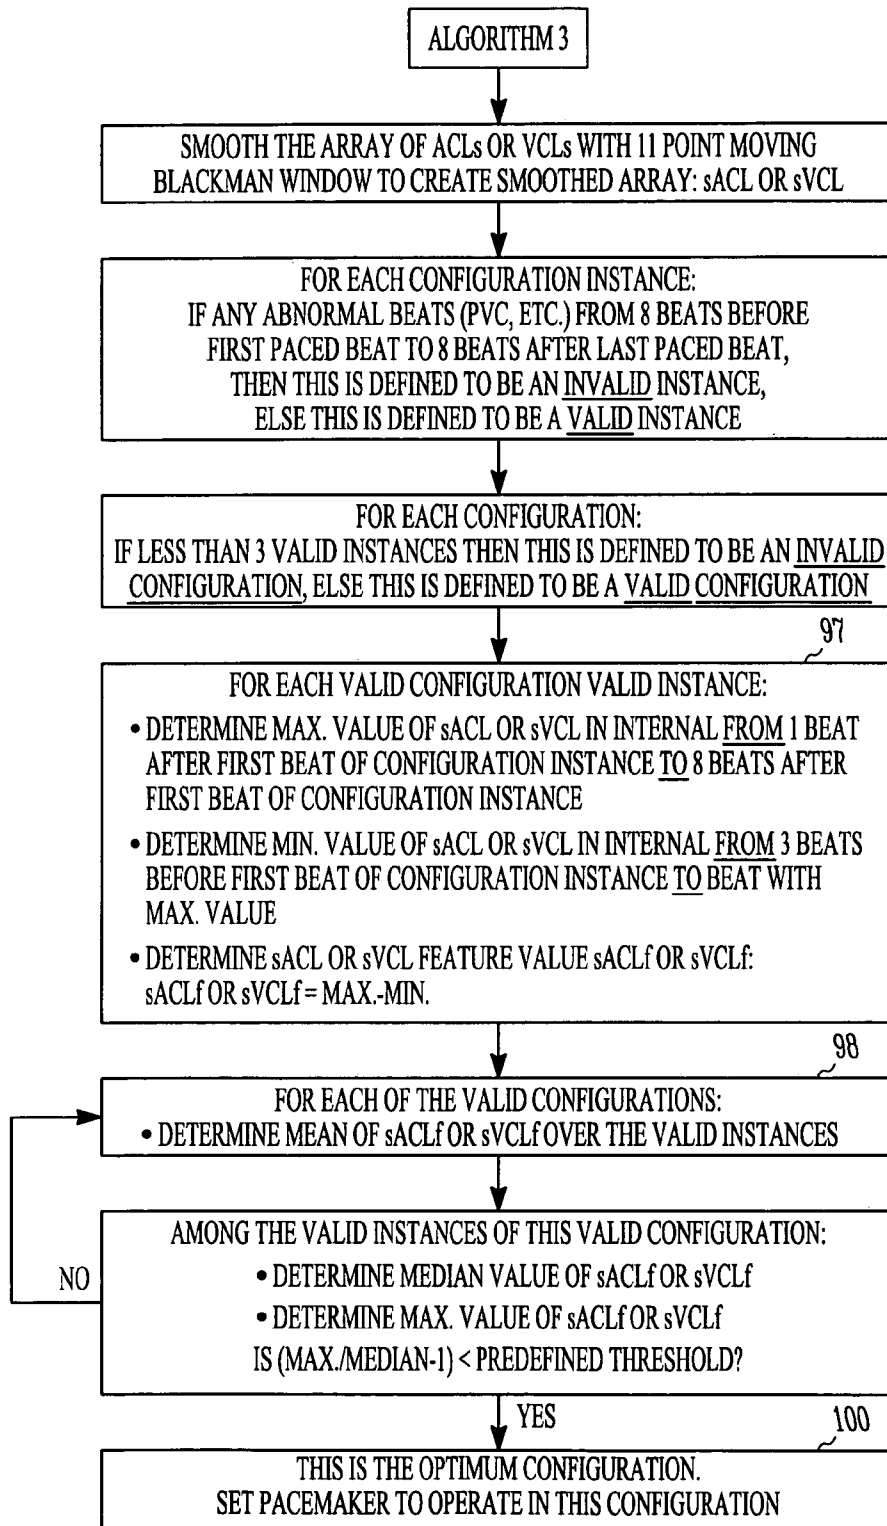 ALGORITHM 3
SMOOTH THE ARRAY OF ACLs OR VCLs WITH 11 POINT MOVING
BLACKMAN WINDOW TO CREATE SMOOTHED ARRAY: sACL OR sVCL
FOR EACH CONFIGURATION INSTANCE:
IF ANY ABNORMAL BEATS (PVC, ETC.) FROM 8 BEATS BEFORE
FIRST PACED BEAT TO 8 BEATS AFTER LAST PACED BEAT,
THEN THIS IS DEFINED TO BE AN INVALID INSTANCE,
ELSE THIS IS DEFINED TO BE A VALID INSTANCE
FOR EACH CONFIGURATION:
IF LESS THAN 3 VALID INSTANCES THEN THIS IS DEFINED TO BE AN INVALID
CONFIGURATION, ELSE THIS IS DEFINED TO BE A VALID CONFIGURATION
97
FOR EACH VALID CONFIGURATION VALID INSTANCE:
• DETERMINE MAX. VALUE OF sACL OR sVCL IN INTERNAL FROM 1 BEAT
AFTER FIRST BEAT OF CONFIGURATION INSTANCE TO 8 BEATS AFTER
FIRST BEAT OF CONFIGURATION INSTANCE
• DETERMINE MIN. VALUE OF sACL OR sVCL IN INTERNAL FROM 3 BEATS
BEFORE FIRST BEAT OF CONFIGURATION INSTANCE TO BEAT WITH
MAX. VALUE
• DETERMINE sACL OR sVCL FEATURE VALUE sACLf OR sVCLf:
sACLf OR sVCLf = MAX.-MIN.
98
FOR EACH OF THE VALID CONFIGURATIONS:
• DETERMINE MEAN OF sACLf OR sVCLf OVER THE VALID INSTANCES
AMONG THE VALID INSTANCES OF THIS VALID CONFIGURATION:
• DETERMINE MEDIAN VALUE OF sACLf OR sVCLf
• DETERMINE MAX. VALUE OF sACLf OR sVCLf
IS (MAX./MEDIAN-1) < PREDEFINED THRESHOLD?
NO
YES
100
THIS IS THE OPTIMUM CONFIGURATION.
SET PACEMAKER TO OPERATE IN THIS CONFIGURATION